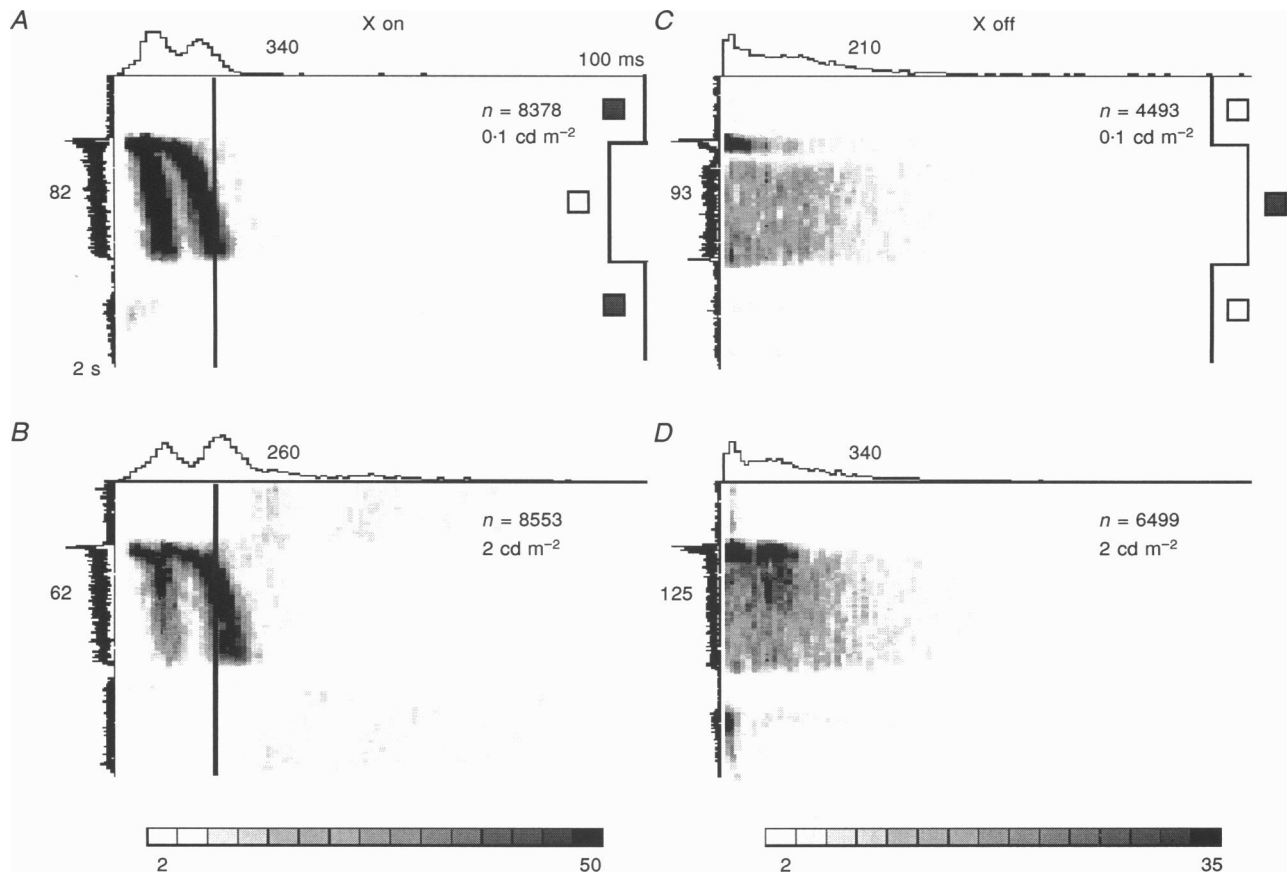 A
X on
340
100 ms
n = 8378
0·1 cd m⁻²
82
2 s
C
X off
210
n = 4493
0·1 cd m⁻²
93
B
260
n = 8553
2 cd m⁻²
62
D
340
n = 6499
2 cd m⁻²
125
2
50
2
35